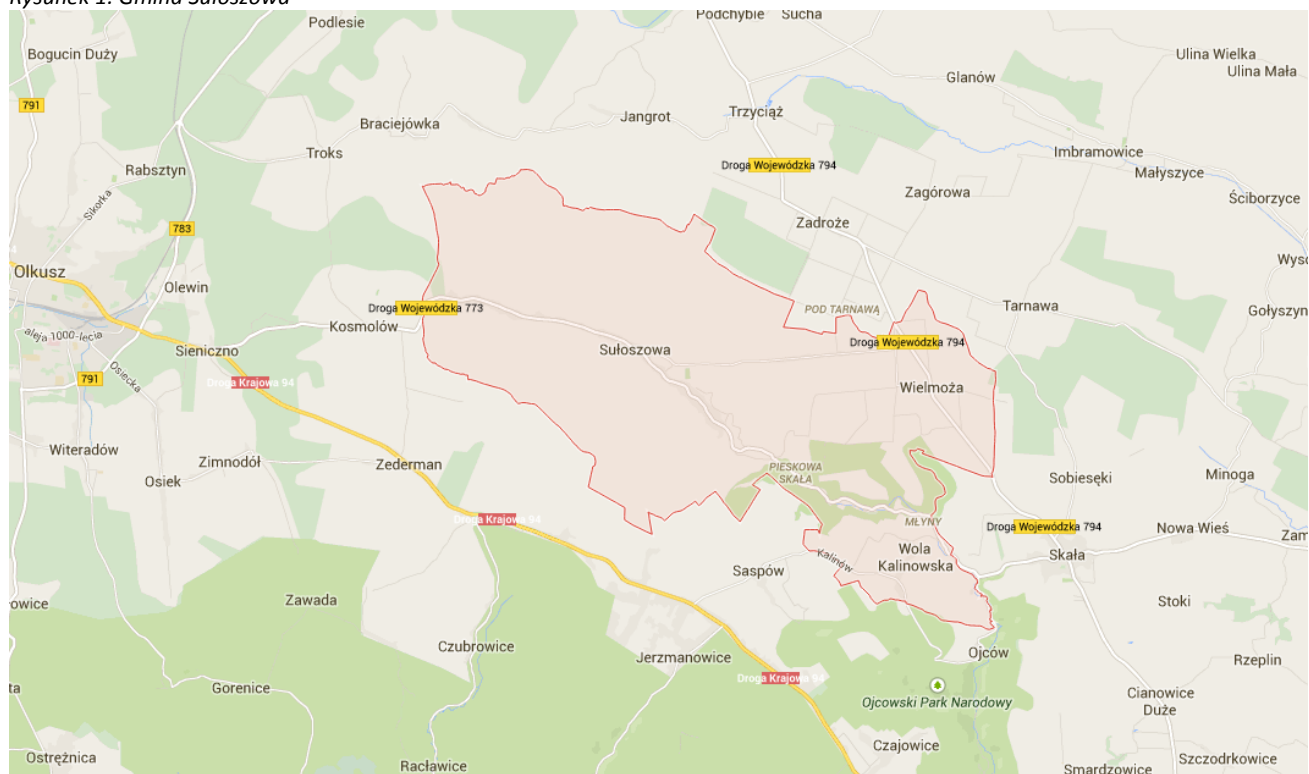 Rysunek 1. Gmina Sułoszowa
Podchybie
Sucha
Podlesie
Bogucin Duży
Ulina Wielka
Ulina Mała
Glanów
791
Trzyciąż
Jangrot
Braciejówka
Troks
Imbramowice
Droga Wojewódzka 794
Rabsztyn
Małyszyce
Zagórowa
Ściborzyce
Sikorka
783
Zadroże
Olkusz
Olewin
Tarnawa
Droga Wojewódzka 773
POD TARNAWĄ
Gołyszyn
Kosmolów
aleja 1000-lecia
Sieniczno
Sułoszowa
Droga Wojewódzka 794
Osiecka
791
Droga Krajowa 94
Wielmoża
Witeradów
Zimnodół
Zederman
Osiek
PIESKOWA
SKAŁA
Sobiesęki
Minoga
Droga Krajowa 94
MŁYNY
Droga Wojewódzka 794
Nowa Wieś
Kalinów
Wola
Kalinowska
Skała
Saspów
Zawada
Stoki
Czubrowice
Jerzmanowice
Ojców
Rzeplin
Droga Krajowa 94
Gorenice
Ojcowski Park Narodowy
Cianowice
Duże
Czajowice
Ostrężnica
Racławice
Smardzowice
Szczodrkowice